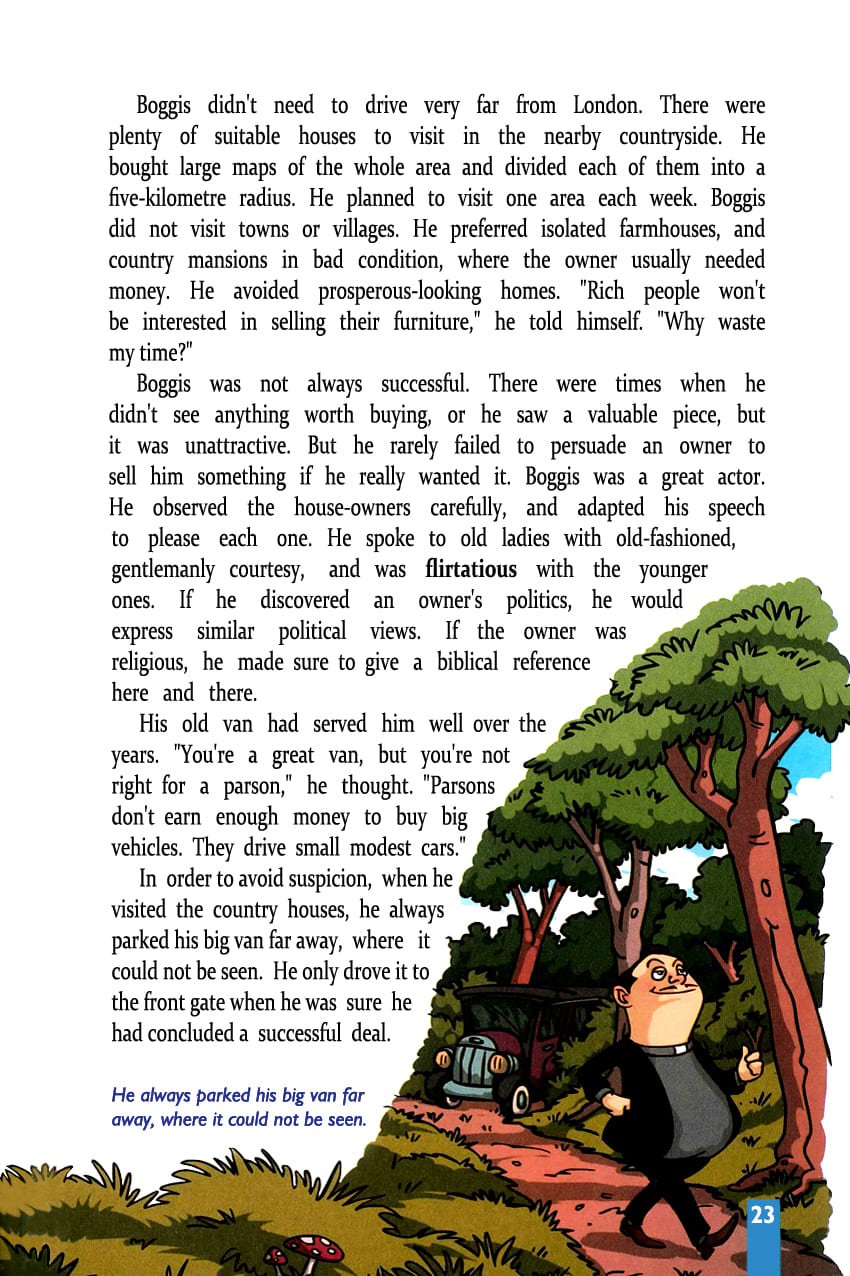 Boggis didn't need to drive very far from London. There were
plenty of suitable houses to visit in the nearby countryside. He
bought large maps of the whole area and divided each of them into a
five-kilometre radius. He planned to visit one area each week. Boggis
did not visit towns or villages. He preferred isolated farmhouses, and
country mansions in bad condition, where the owner usually needed
money. He avoided prosperous-looking homes. "Rich people won't
be interested in selling their furniture," he told himself. "Why waste
my time?"
Boggis was not always successful. There were times when he
didn't see anything worth buying, or he saw a valuable piece, but
it was unattractive. But he rarely failed to persuade an owner to
sell him something if he really wanted it. Boggis was a great actor.
He observed the house-owners carefully, and adapted his speech
to please each one. He spoke to old ladies with old-fashioned,
gentlemanly courtesy, and was flirtatious with the younger
ones. If he discovered an owner's politics, he would
express similar political views. If the owner was
religious, he made sure to give a biblical reference
here and there.
His old van had served him well over the
years. "You're a great van, but you're not
right for a parson," he thought. "Parsons
don't earn enough money to buy big
vehicles. They drive small modest cars."
In order to avoid suspicion, when he
visited the country houses, he always
parked his big van far away, where it
could not be seen. He only drove it to
the front gate when he was sure he
had concluded a successful deal.
He always parked his big van far
away, where it could not be seen.
23